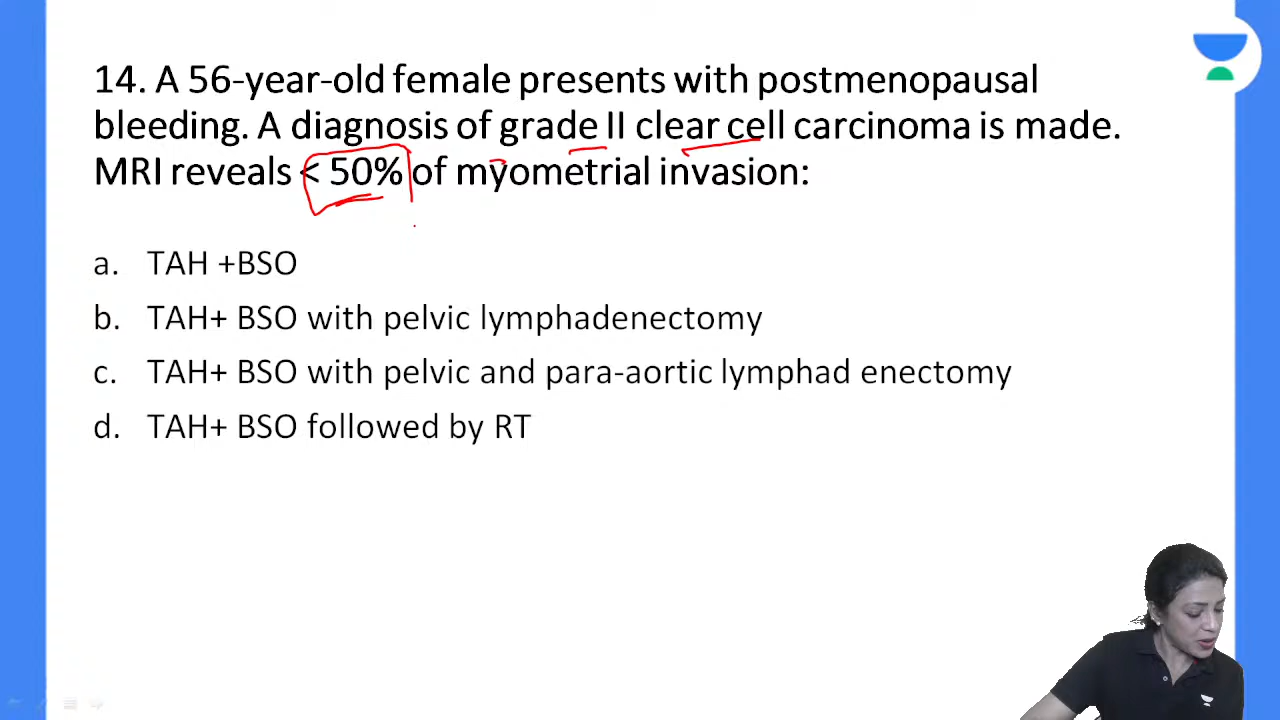 14. A 56-year-old female presents with postmenopausal
bleeding. A diagnosis of grade II clear cell carcinoma is made.
MRI reveals < 50% of myometrial invasion:
a. TAH +BSO
b. TAH+ BSO with pelvic lymphadenectomy
c. TAH+ BSO with pelvic and para-aortic lymphad enectomy
d. TAH+ BSO followed by RT